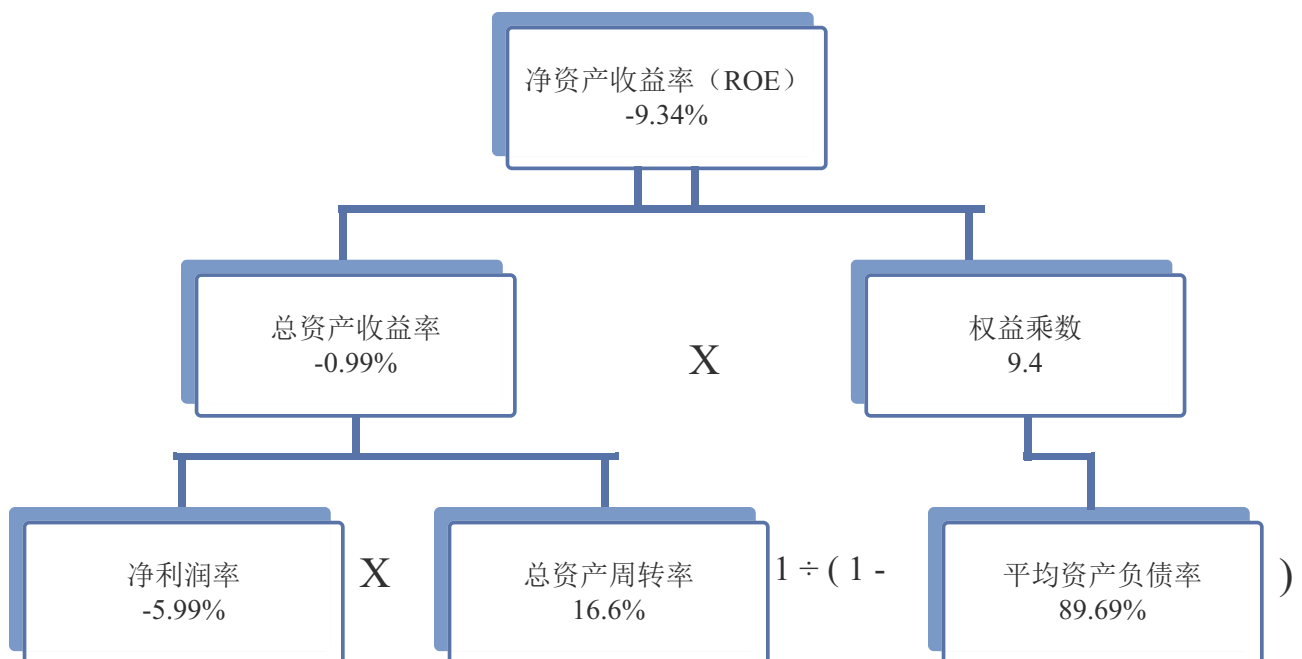 净资产收益率（ROE）
-9.34%
总资产收益率
-0.99%
X
权益乘数
9.4
净利润率
-5.99%
X
总资产周转率
16.6%
1 ÷ ( 1 -
平均资产负债率
89.69%
)